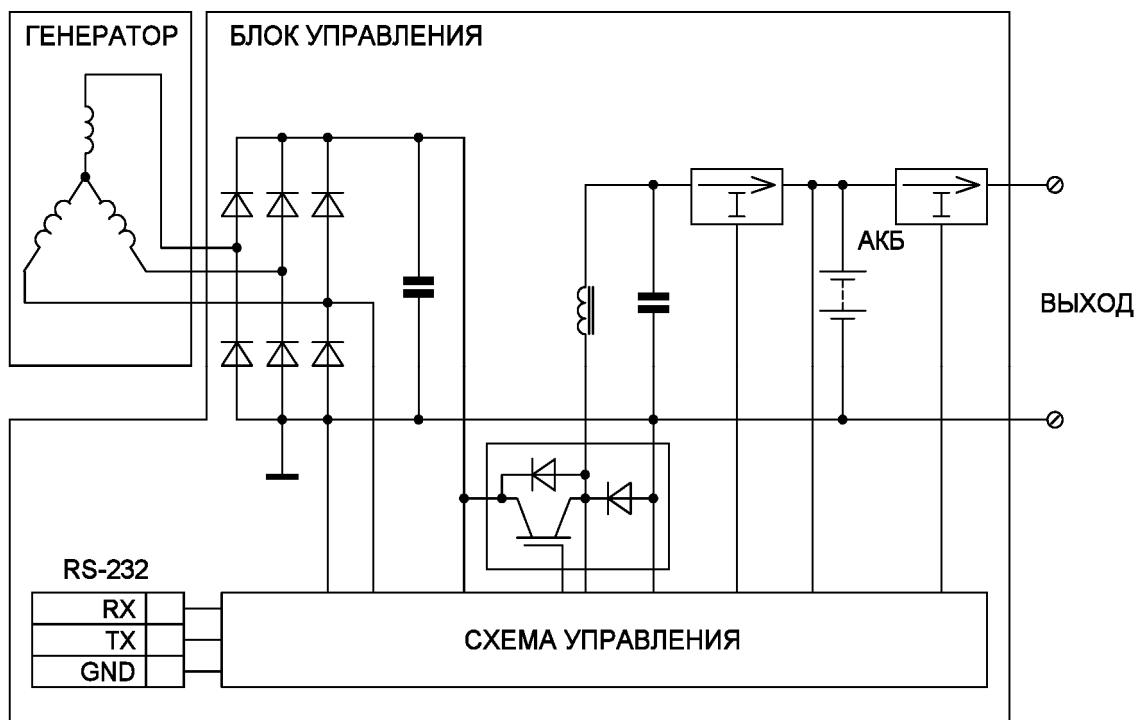 ГЕНЕРАТОР
БЛОК УПРАВЛЕНИЯ
АКБ
ВЫХОД
RS-232
RX
TX
GND
СХЕМА УПРАВЛЕНИЯ